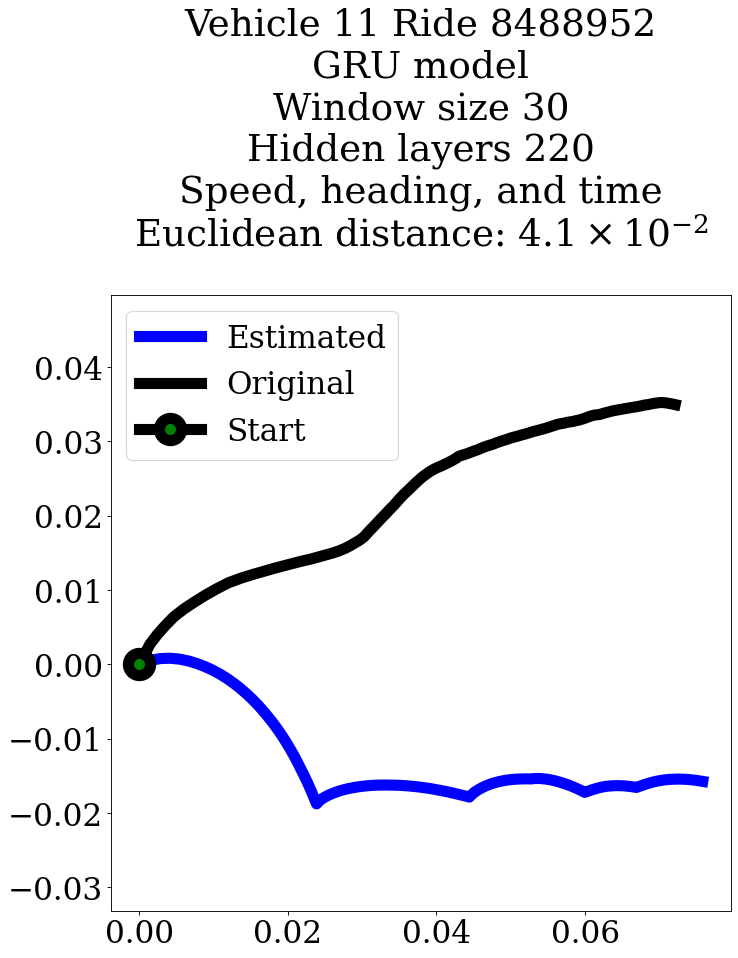 Vehicle 11 Ride 8488952
GRU model
Window size 30
Hidden layers 220
Speed, heading, and time
Euclidean distance: 4.1 × 10⁻²
Estimated
Original
Start
0.04
0.03
0.02
0.01
0.00
−0.01
−0.02
−0.03
0.00 0.02 0.04 0.06